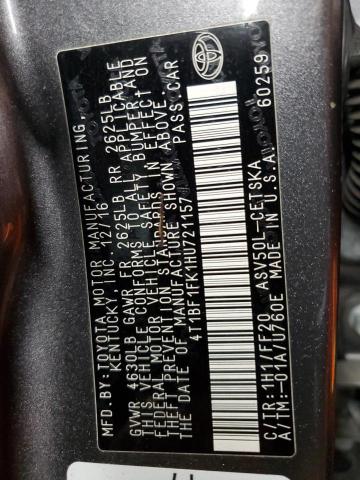 MFD.BY:TOYOTA MOTOR MANUFACTURING,
KENTUCKY, INC. 12/16
GVWR 4630LB GAWR FR 2625LB RR 2625LB
THIS VEHICLE CONFORMS TO ALL APPLICABLE
FEDERAL MOTOR VEHICLE SAFETY, BUMPER, AND
THEFT PREVENTION STANDARDS IN EFFECT ON
THE DATE OF MANUFACTURE SHOWN ABOVE.
4T1BF1FK1HU721157 PASS.CAR
C/TR:1H1/FF20 ASV50L-CETSKA
A/TM:-01A/U760E MADE IN U.S.A. 60259